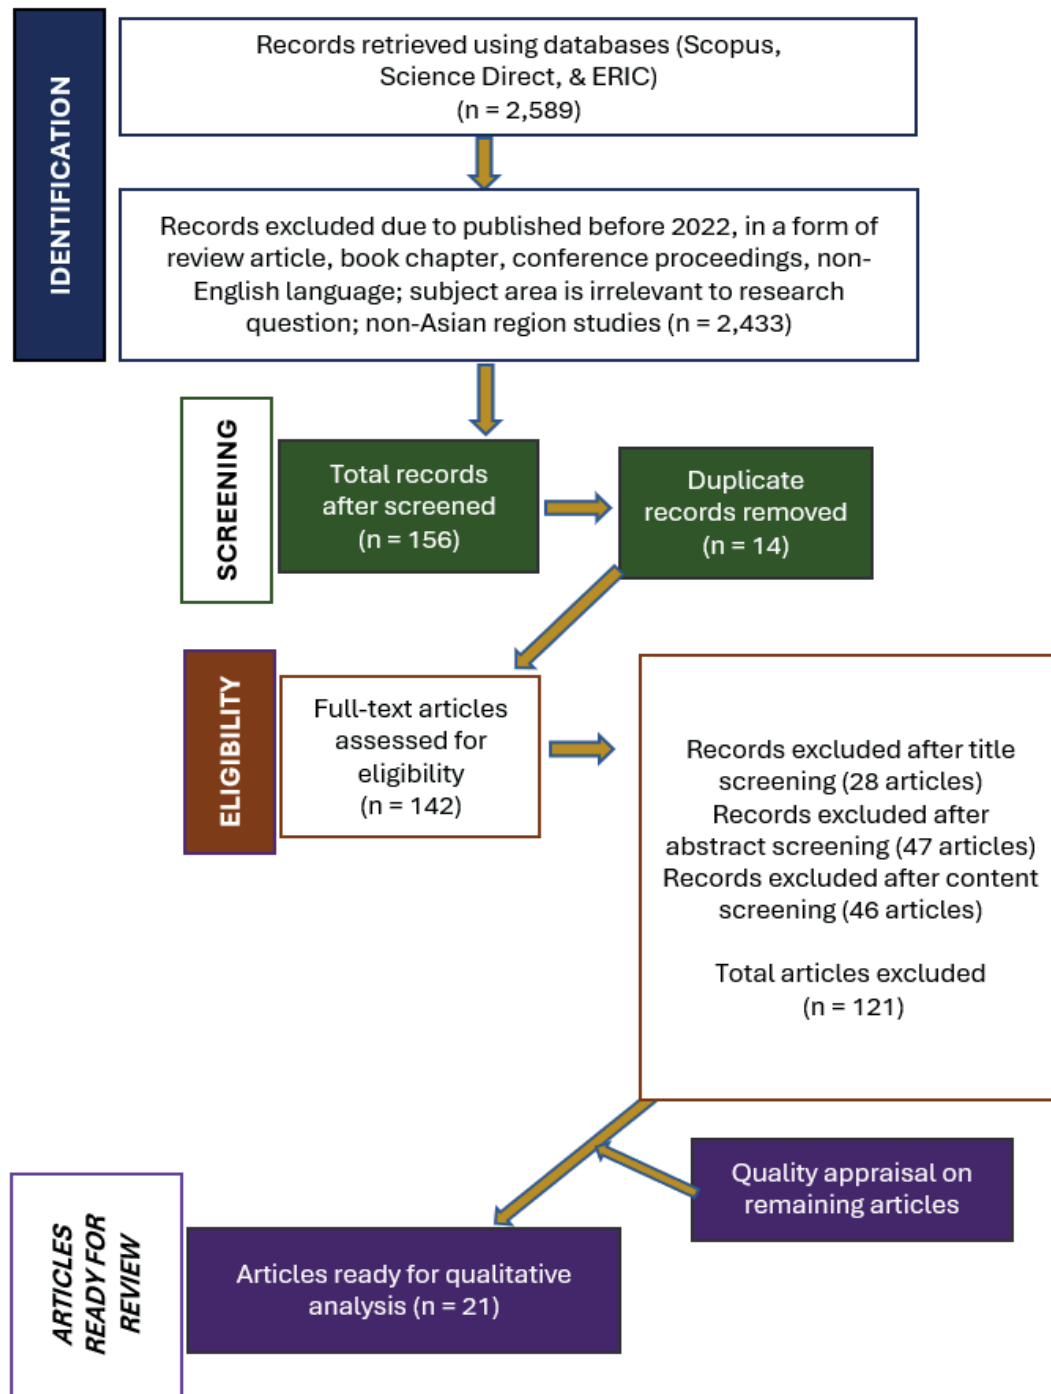 IDENTIFICATION
Records retrieved using databases (Scopus,
Science Direct, & ERIC)
(n = 2,589)
Records excluded due to published before 2022, in a form of
review article, book chapter, conference proceedings, non-
English language; subject area is irrelevant to research
question; non-Asian region studies (n = 2,433)
SCREENING
Total records
after screened
(n = 156)
Duplicate
records removed
(n = 14)
ELIGIBILITY
Full-text articles
assessed for
eligibility
(n = 142)
Records excluded after title
screening (28 articles)
Records excluded after
abstract screening (47 articles)
Records excluded after content
screening (46 articles)
Total articles excluded
(n = 121)
Quality appraisal on
remaining articles
ARTICLES
READY FOR
REVIEW
Articles ready for qualitative
analysis (n = 21)